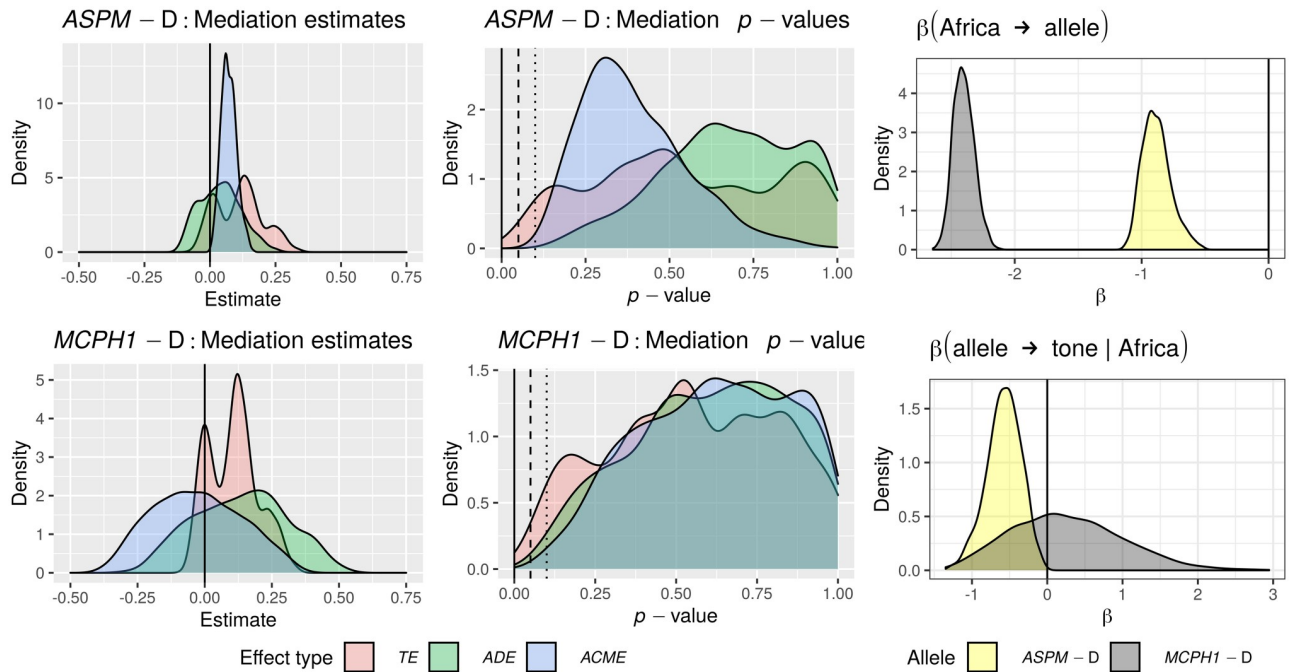 ASPM − D : Mediation estimates
Density
10
5
0
-0.50 -0.25 0.00 0.25 0.50 0.75
Estimate
ASPM − D : Mediation p − values
Density
2
1
0
0.00 0.25 0.50 0.75 1.00
p − value
β(Africa → allele)
Density
4
3
2
1
0
-2 -1 0
β
MCPH1 − D : Mediation estimates
Density
5
4
3
2
1
0
-0.50 -0.25 0.00 0.25 0.50 0.75
Estimate
MCPH1 − D : Mediation p − value
Density
1.5
1.0
0.5
0.0
0.00 0.25 0.50 0.75 1.00
p − value
β(allele → tone | Africa)
Density
1.5
1.0
0.5
0.0
-1 0 1 2 3
β
Effect type TE ADE ACME
Allele ASPM − D MCPH1 − D